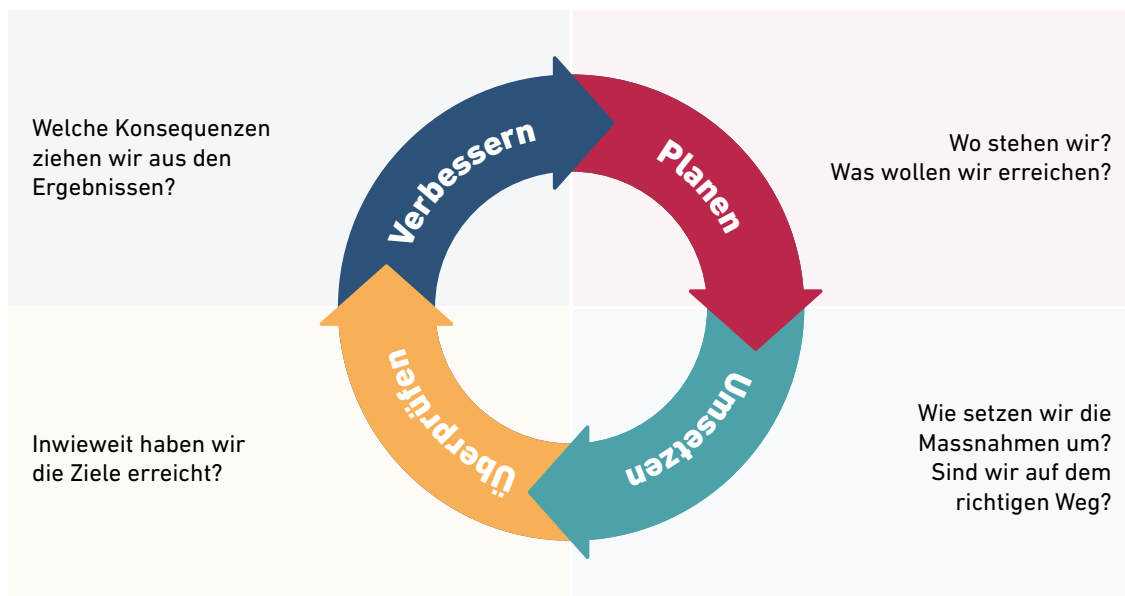 Welche Konsequenzen
ziehen wir aus den
Ergebnissen?
Verbessern
Planen
Wo stehen wir?
Was wollen wir erreichen?
Inwieweit haben wir
die Ziele erreicht?
Überprüfen
Umsetzen
Wie setzen wir die
Massnahmen um?
Sind wir auf dem
richtigen Weg?